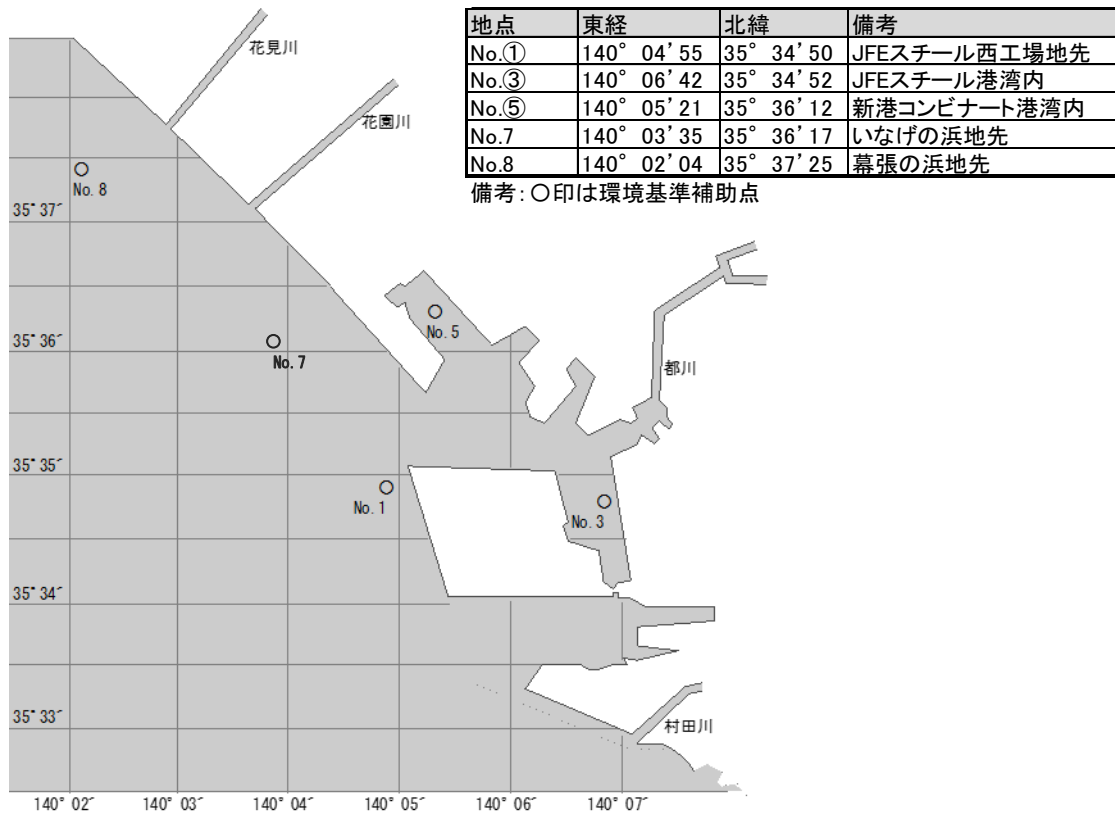 地点 東経 北緯 備考
No.① 140° 04’55 35° 34’50 JFEスチール西工場地先
No.③ 140° 06’42 35° 34’52 JFEスチール港湾内
No.⑤ 140° 05’21 35° 36’12 新港コンビナート港湾内
No.7 140° 03’35 35° 36’17 いなげの浜地先
No.8 140° 02’04 35° 37’25 幕張の浜地先
備考:○印は環境基準補助点
花見川
花園川
No. 8
35°37′
No. 5
35°36′
No. 7
都川
35°35′
No. 1
No. 3
35°34′
35°33′
村田川
140° 02′ 140° 03′ 140° 04′ 140° 05′ 140° 06′ 140° 07′